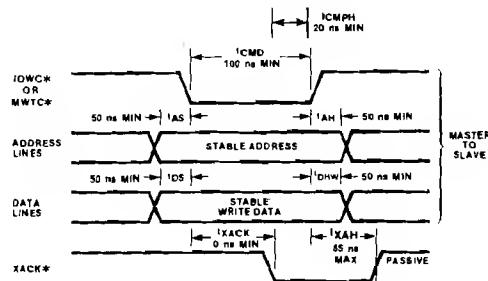 tCMPH
20 ns MIN
tCMD
100 ns MIN
IOWC*
OR
MWTC*
50 ns MIN tAS tAH 50 ns MIN
ADDRESS
LINES
STABLE ADDRESS
MASTER
TO
SLAVE
50 ns MIN tDS tDHW 50 ns MIN
DATA
LINES
STABLE
WRITE DATA
tXACK
0 ns MIN
tXAH
65 ns
MAX
XACK*
PASSIVE